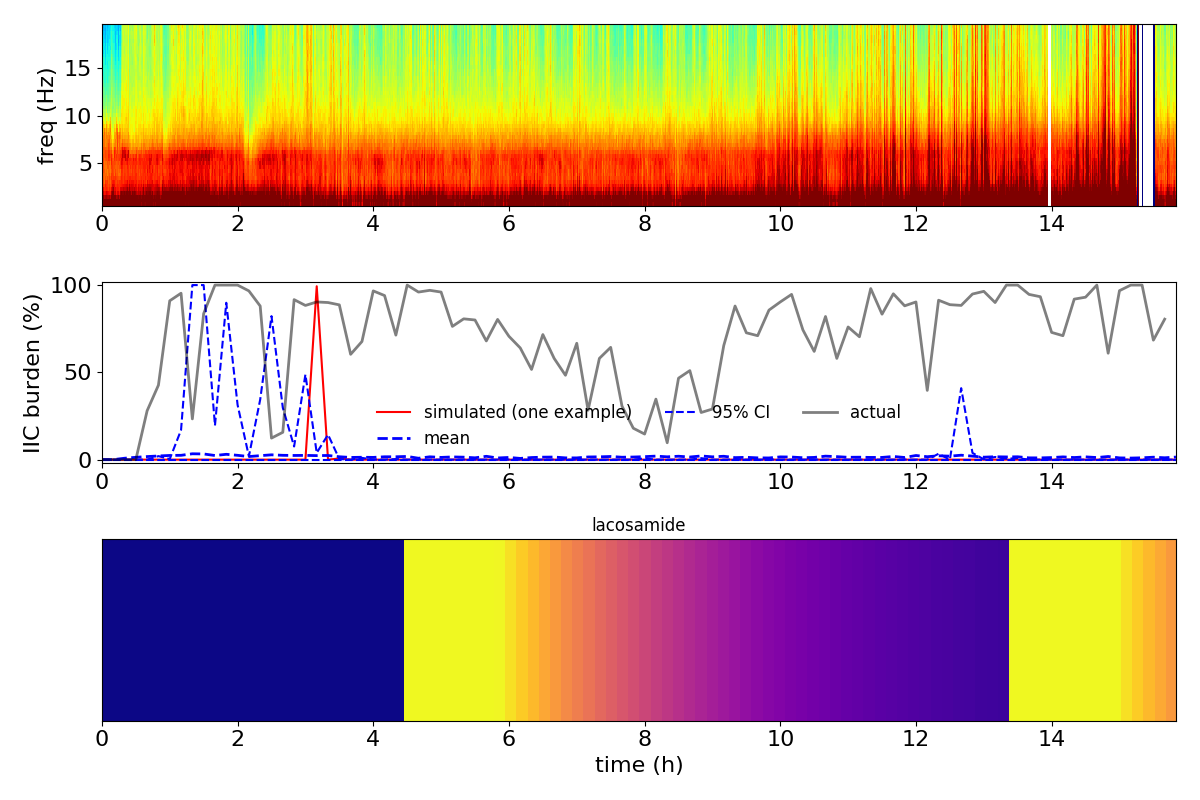 freq (Hz)
15
10
5
0 2 4 6 8 10 12 14
IIC burden (%)
100
50
0
simulated (one example) 95% CI actual
mean
0 2 4 6 8 10 12 14
lacosamide
0 2 4 6 8 10 12 14
time (h)